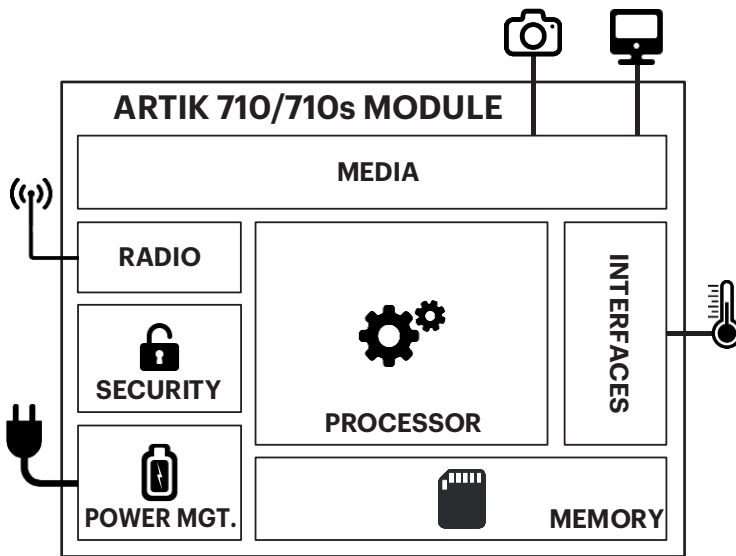 ARTIK 710/710s MODULE
MEDIA
RADIO
INTERFACES
SECURITY
PROCESSOR
POWER MGT.
MEMORY